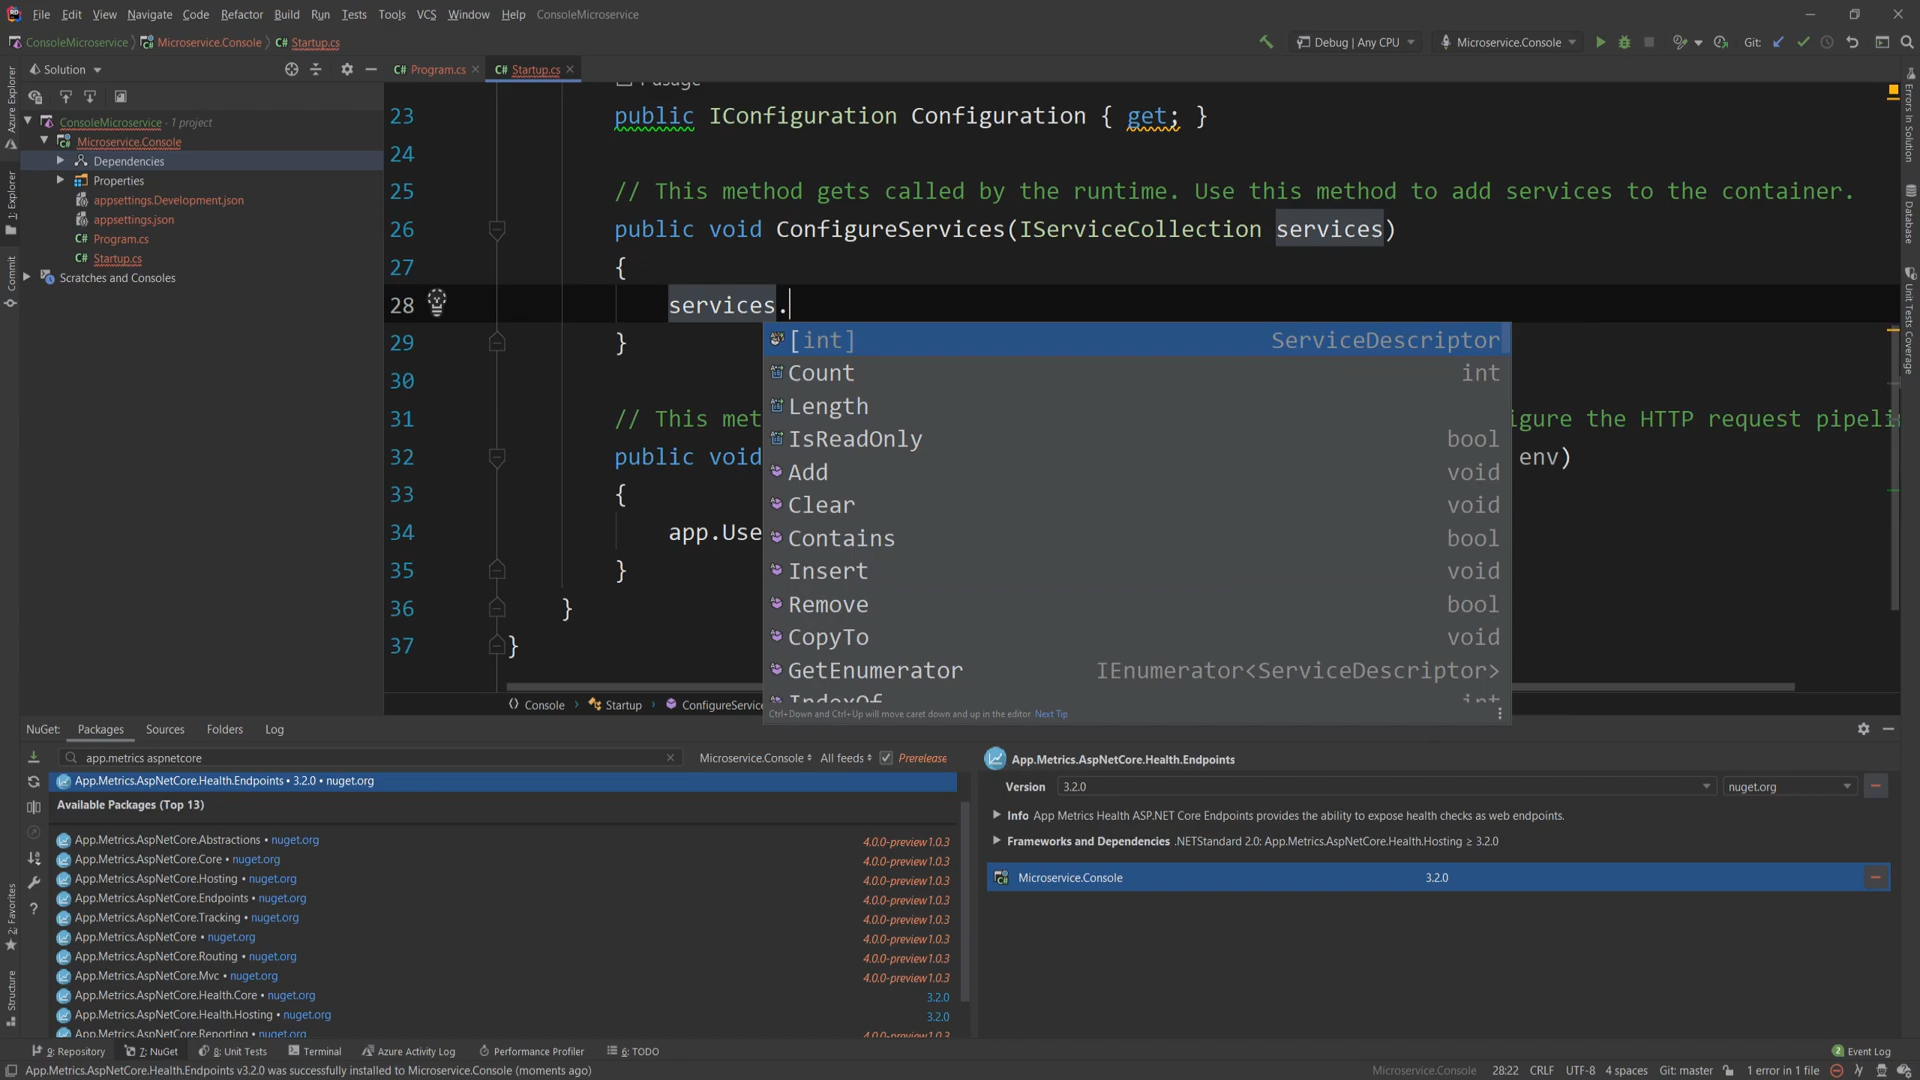 File Edit View Navigate Code Refactor Build Run Tests Tools VCS Window Help ConsoleMicroservice
ConsoleMicroservice Microservice.Console C# Startup.cs
Debug | Any CPU Microservice.Console Git:
Solution
C# Program.cs C# Startup.cs
ConsoleMicroservice - 1 project
Microservice.Console
Dependencies
Properties
appsettings.Development.json
appsettings.json
C# Program.cs
C# Startup.cs
Scratches and Consoles
Azure Explorer
1: Explorer
Commit
2: Favorites
Structure
23 public IConfiguration Configuration { get; }
24
25 // This method gets called by the runtime. Use this method to add services to the container.
26 public void ConfigureServices(IServiceCollection services)
27 {
28 services.
29 }
30
31 // This met igure the HTTP request pipeli
32 public void env)
33 {
34 app.Use
35 }
36 }
37 }
[int] ServiceDescriptor
Count int
Length
IsReadOnly bool
Add void
Clear void
Contains bool
Insert void
Remove bool
CopyTo void
GetEnumerator IEnumerator<ServiceDescriptor>
IndexOf int
Ctrl+Down and Ctrl+Up will move caret down and up in the editor Next Tip
Console Startup ConfigureService
Errors In Solution
Database
Unit Tests Coverage
NuGet: Packages Sources Folders Log
app.metrics aspnetcore
Microservice.Console All feeds Prerelease
App.Metrics.AspNetCore.Health.Endpoints • 3.2.0 • nuget.org
Available Packages (Top 13)
App.Metrics.AspNetCore.Abstractions • nuget.org 4.0.0-preview1.0.3
App.Metrics.AspNetCore.Core • nuget.org 4.0.0-preview1.0.3
App.Metrics.AspNetCore.Hosting • nuget.org 4.0.0-preview1.0.3
App.Metrics.AspNetCore.Endpoints • nuget.org 4.0.0-preview1.0.3
App.Metrics.AspNetCore.Tracking • nuget.org 4.0.0-preview1.0.3
App.Metrics.AspNetCore • nuget.org 4.0.0-preview1.0.3
App.Metrics.AspNetCore.Routing • nuget.org 4.0.0-preview1.0.3
App.Metrics.AspNetCore.Mvc • nuget.org 4.0.0-preview1.0.3
App.Metrics.AspNetCore.Health.Core • nuget.org 3.2.0
App.Metrics.AspNetCore.Health.Hosting • nuget.org 3.2.0
App.Metrics.AspNetCore.Reporting • nuget.org 4.0.0-preview1.0.3
App.Metrics.AspNetCore.Health.Endpoints
Version 3.2.0 nuget.org
Info App Metrics Health ASP.NET Core Endpoints provides the ability to expose health checks as web endpoints.
Frameworks and Dependencies .NETStandard 2.0: App.Metrics.AspNetCore.Health.Hosting ≥ 3.2.0
Microservice.Console 3.2.0
9: Repository 7: NuGet 8: Unit Tests Terminal Azure Activity Log Performance Profiler 6: TODO 2 Event Log
App.Metrics.AspNetCore.Health.Endpoints v3.2.0 was successfully installed to Microservice.Console (moments ago)
Microservice.Console 28:22 CRLF UTF-8 4 spaces Git: master 1 error in 1 file